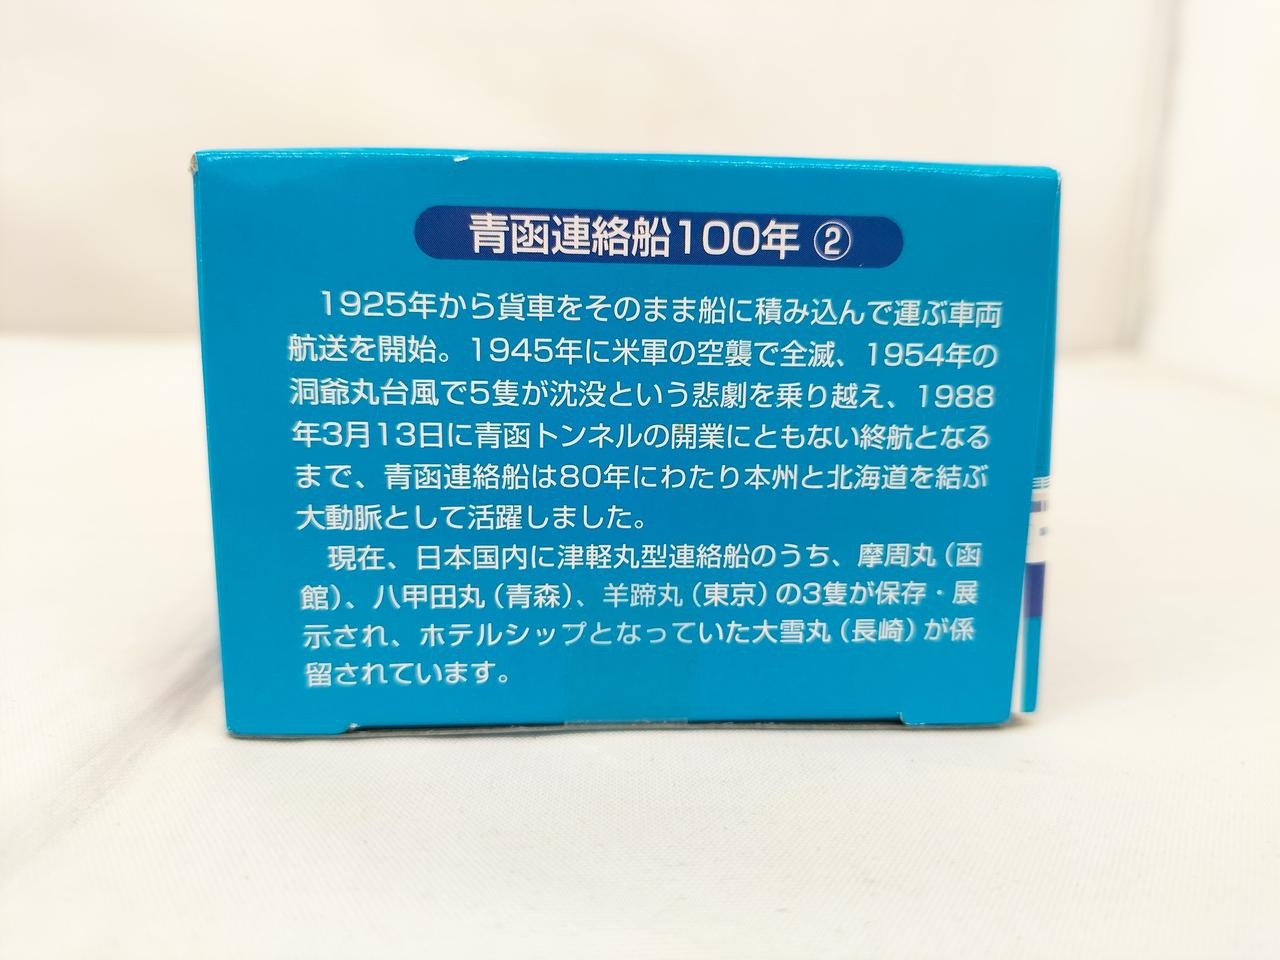 青函連絡船100年 ②
1925年から貨車をそのまま船に積み込んで運ぶ車両
航送を開始。1945年に米軍の空襲で全滅、1954年の
洞爺丸台風で5隻が沈没という悲劇を乗り越え、1988
年3月13日に青函トンネルの開業にともない終航となる
まで、青函連絡船は80年にわたり本州と北海道を結ぶ
大動脈として活躍しました。
現在、日本国内に津軽丸型連絡船のうち、摩周丸（函
館）、八甲田丸（青森）、羊蹄丸（東京）の3隻が保存・展
示され、ホテルシップとなっていた大雪丸（長崎）が係
留されています。